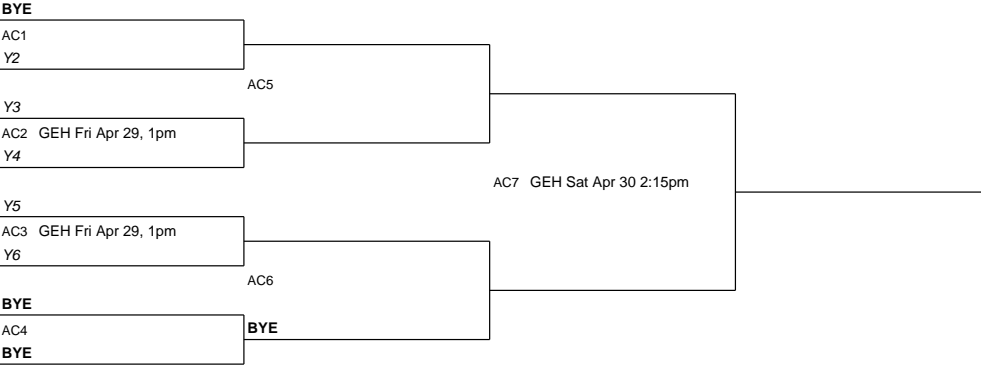 BYE
AC1
Y2
AC5
Y3
AC2 GEH Fri Apr 29, 1pm
Y4
AC7 GEH Sat Apr 30 2:15pm
Y5
AC3 GEH Fri Apr 29, 1pm
Y6
AC6
BYE
AC4
BYE
BYE